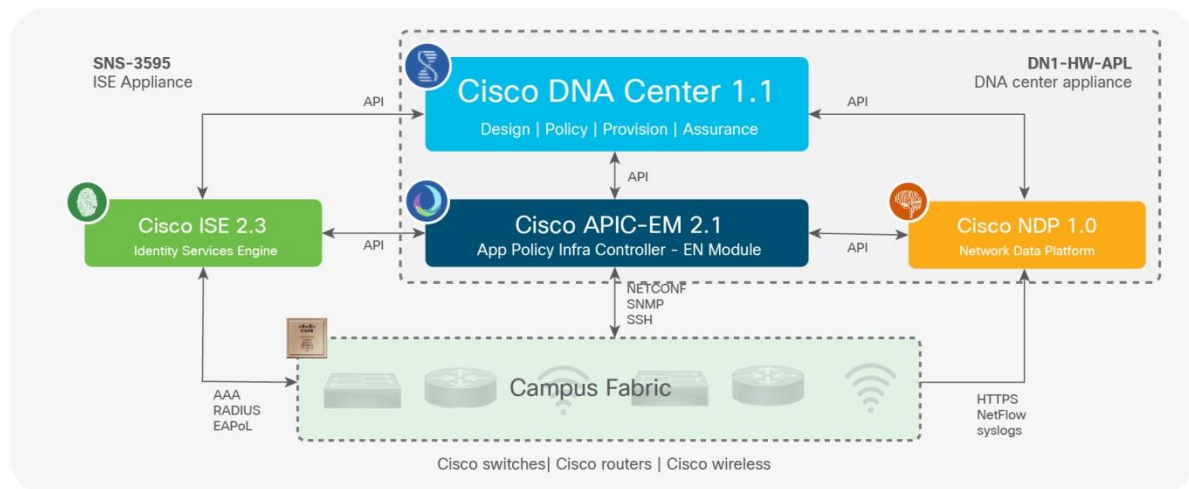 SNS-3595
ISE Appliance
DN1-HW-APL
DNA center appliance
Cisco DNA Center 1.1
Design | Policy | Provision | Assurance
API
API
API
Cisco ISE 2.3
Identity Services Engine
API
Cisco APIC-EM 2.1
App Policy Infra Controller - EN Module
API
Cisco NDP 1.0
Network Data Platform
NETCONF
SNMP
SSH
Campus Fabric
AAA
RADIUS
EAPoL
HTTPS
NetFlow
syslogs
Cisco switches| Cisco routers | Cisco wireless